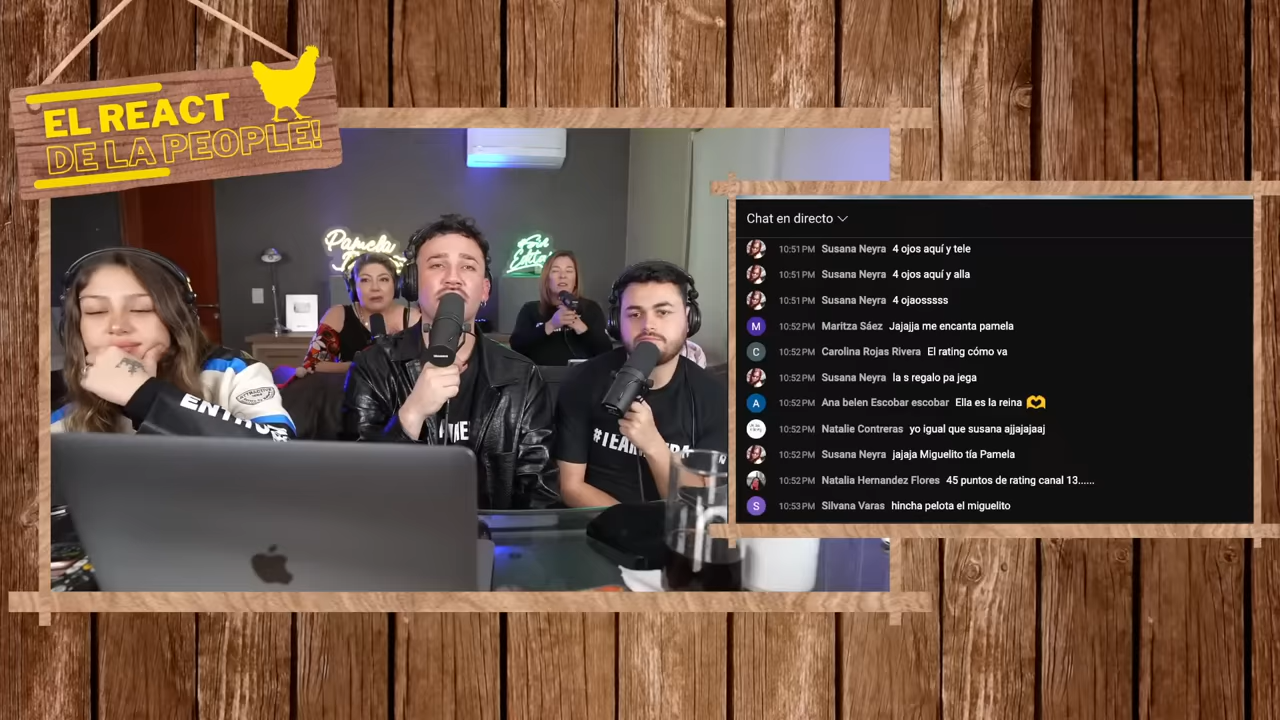 EL REACT
DE LA PEOPLE!
Pamela
Chat en directo
10:51 PM Susana Neyra 4 ojos aquí y tele
10:51 PM Susana Neyra 4 ojos aquí y alla
10:51 PM Susana Neyra 4 ojaosssss
M 10:52 PM Maritza Sáez Jajajja me encanta pamela
C 10:52 PM Carolina Rojas Rivera El rating cómo va
10:52 PM Susana Neyra la s regalo pa jega
A 10:52 PM Ana belen Escobar escobar Ella es la reina
10:52 PM Natalie Contreras yo igual que susana ajjajajaaj
10:52 PM Susana Neyra jajaja Miguelito tía Pamela
10:52 PM Natalia Hernandez Flores 45 puntos de rating canal 13......
S 10:53 PM Silvana Varas hincha pelota el miguelito